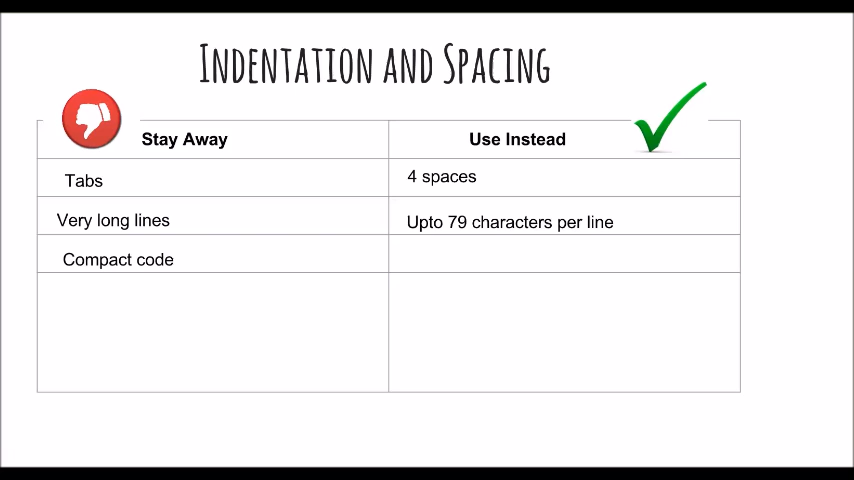 INDENTATION AND SPACING
Stay Away
Use Instead
Tabs
4 spaces
Very long lines
Upto 79 characters per line
Compact code